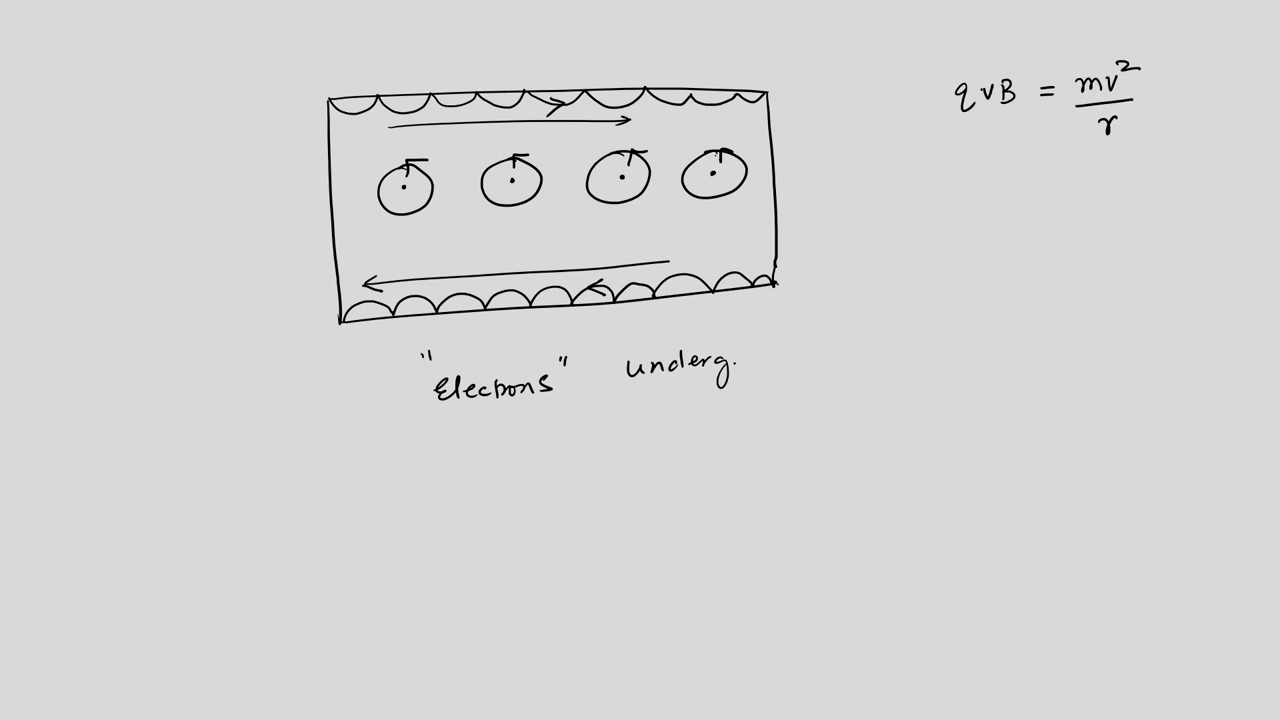 qvB = mv²/r
"Electrons" underg.